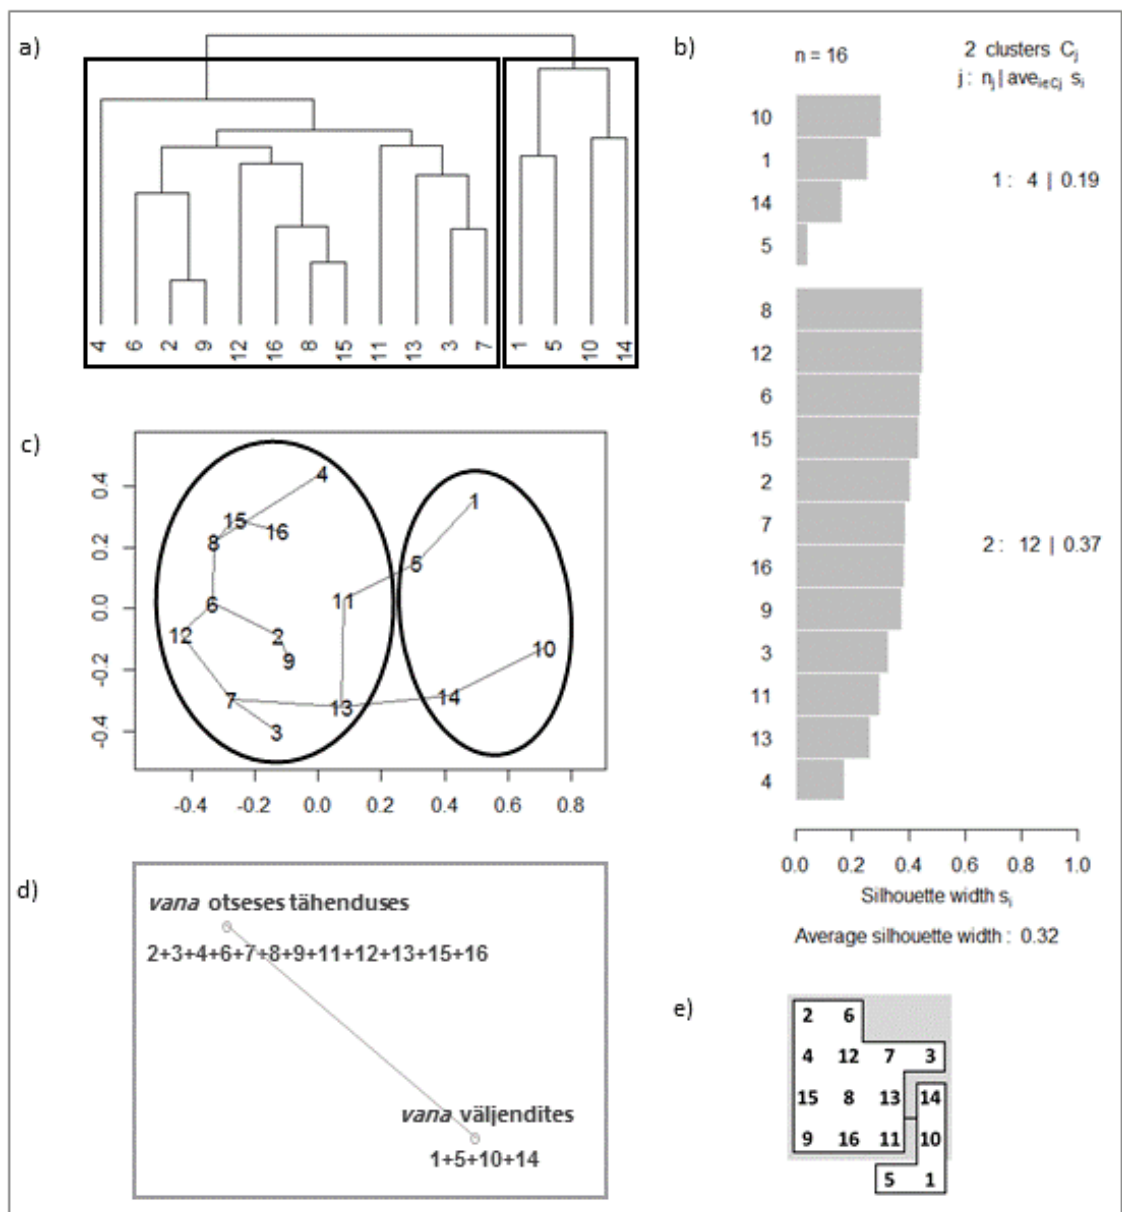 a)
4 6 2 9 12 16 8 15 11 13 3 7 1 5 10 14
b)
n = 16
2 clusters Cj
j : nj | avei∈Cj si
10
1
1 : 4 | 0.19
14
5
8
12
6
15
2
7
2 : 12 | 0.37
16
9
3
11
13
4
0.0 0.2 0.4 0.6 0.8 1.0
Silhouette width si
Average silhouette width : 0.32
c)
0.4
0.2
0.0
-0.2
-0.4
4
1
15
16
8
5
6
11
12
2
9
10
7
14
13
3
-0.4 -0.2 0.0 0.2 0.4 0.6 0.8
d)
vana otseses tähenduses
2+3+4+6+7+8+9+11+12+13+15+16
vana väljendites
1+5+10+14
e)
2 6
4 12 7 3
15 8 13 14
9 16 11 10
5 1